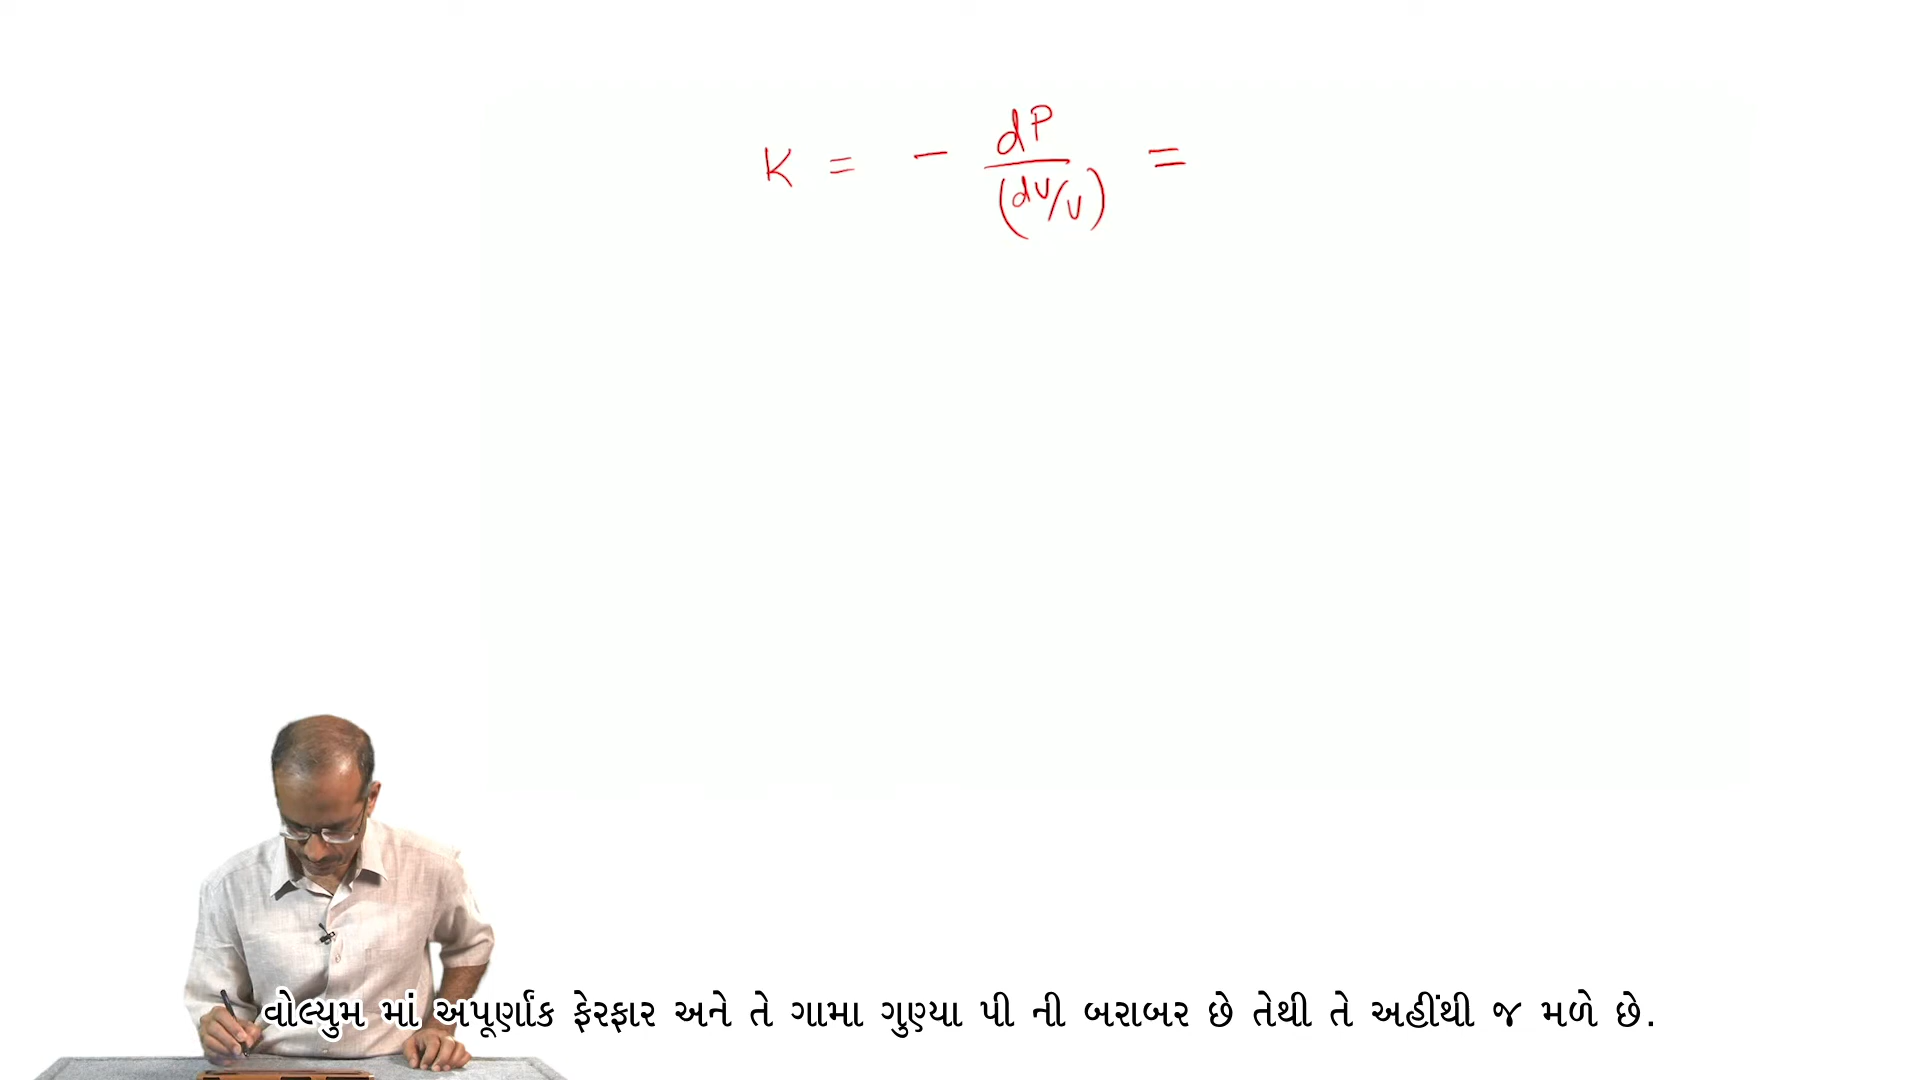 K = - dP/(dV/V) =
વોલ્યુમ માં અપૂર્ણાંક ફેરફાર અને તે ગામા ગુણ્યા પી ની બરાબર છે તેથી તે અહીંથી જ મળે છે.